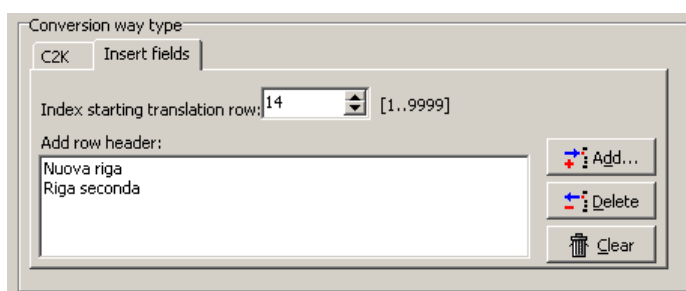 Conversion way type
C2K Insert fields
Index starting translation row: 14 [1..9999]
Add row header:
Nuova riga
Riga seconda
Add...
Delete
Clear